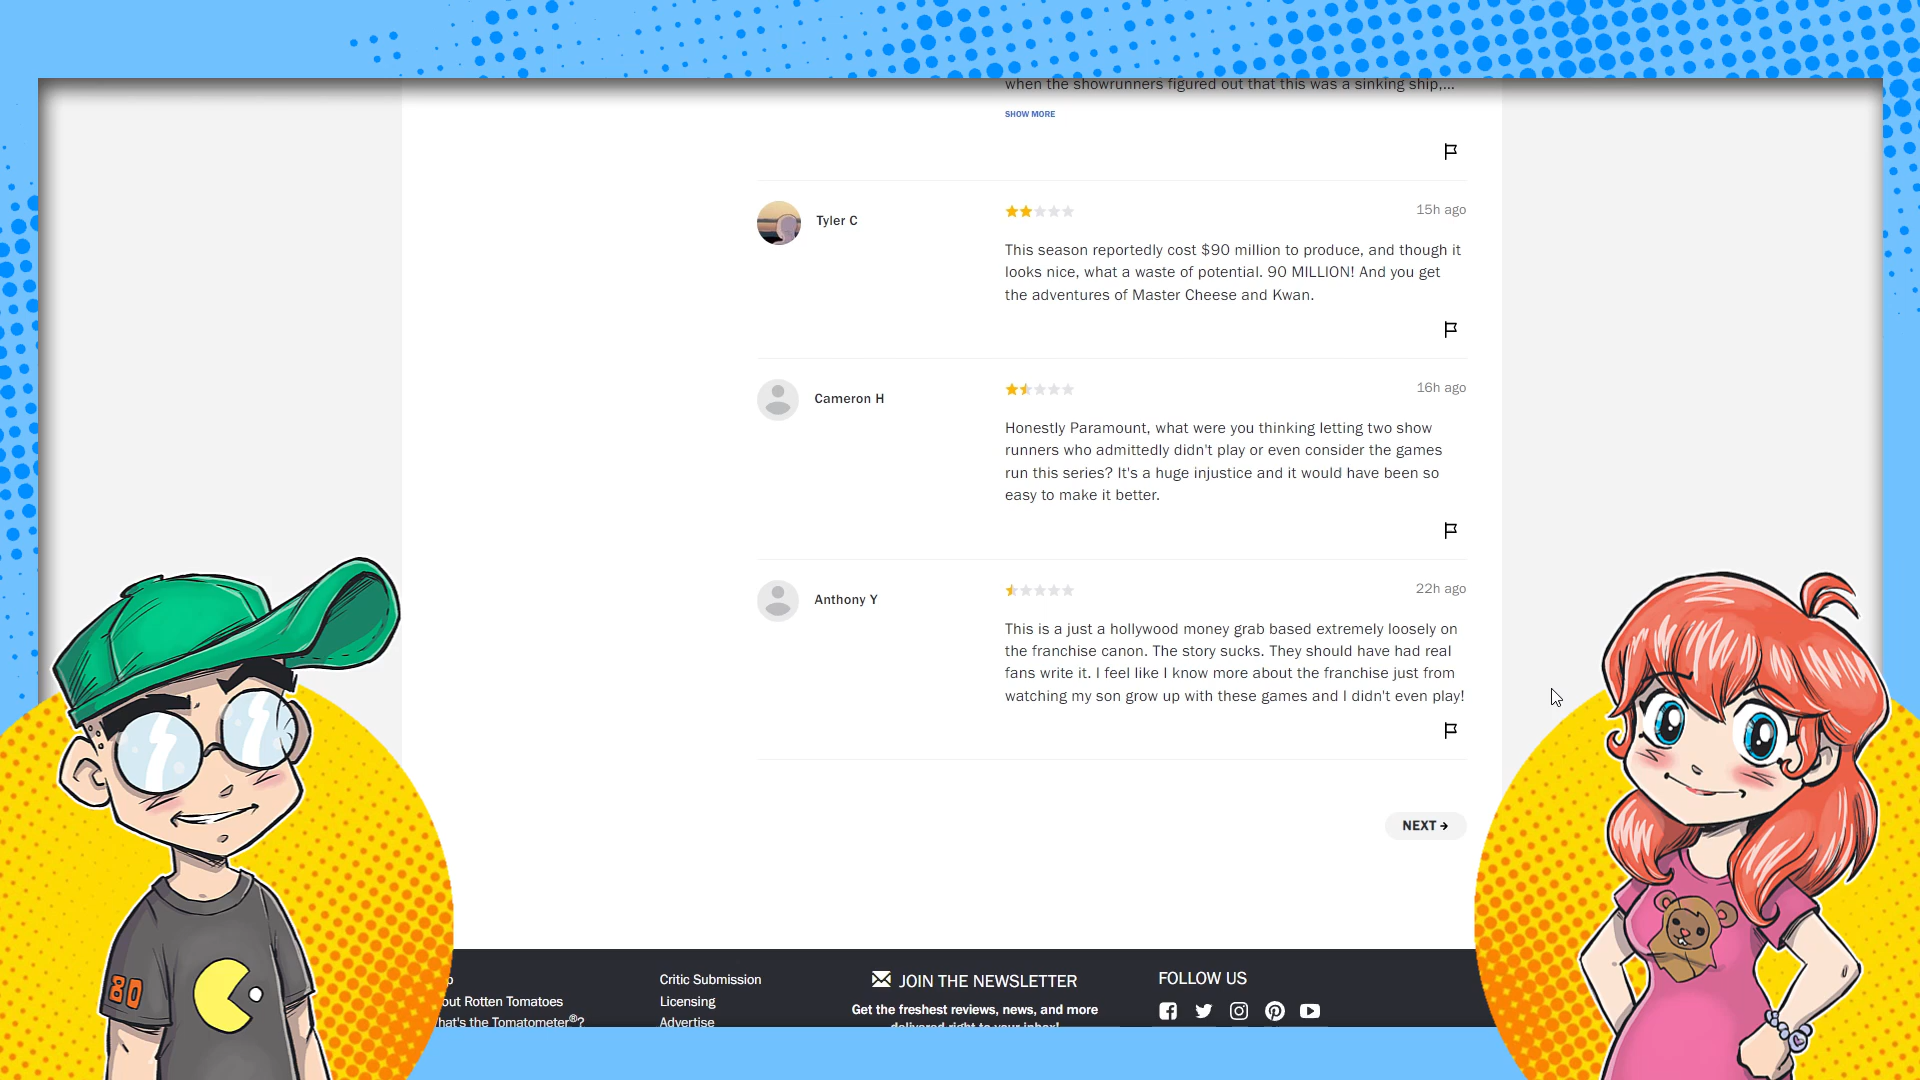 when the showrunners figured out that this was a sinking ship,...
SHOW MORE
Tyler C
15h ago
This season reportedly cost $90 million to produce, and though it
looks nice, what a waste of potential. 90 MILLION! And you get
the adventures of Master Cheese and Kwan.
Cameron H
16h ago
Honestly Paramount, what were you thinking letting two show
runners who admittedly didn't play or even consider the games
run this series? It's a huge injustice and it would have been so
easy to make it better.
Anthony Y
22h ago
This is a just a hollywood money grab based extremely loosely on
the franchise canon. The story sucks. They should have had real
fans write it. I feel like I know more about the franchise just from
watching my son grow up with these games and I didn't even play!
NEXT →
80
p
out Rotten Tomatoes
hat's the Tomatometer®?
Critic Submission
Licensing
Advertise
JOIN THE NEWSLETTER
Get the freshest reviews, news, and more
delivered right to your inbox!
FOLLOW US